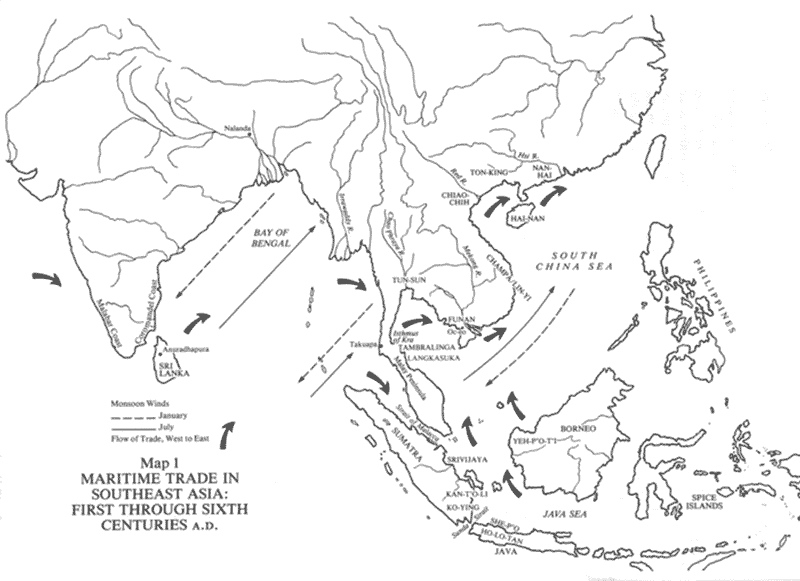 Nalanda
Hsi R.
Red R.
TON-KING
NAN-
HAI
CHIAO-
CHIH
HAI-NAN
Irrawaddy R.
BAY OF
BENGAL
Chao Phraya R.
Mekong R.
SOUTH
CHINA SEA
PHILIPPINES
CHAMPA/LIN-YI
TUN-SUN
Malabar Coast
Coromandel Coast
FUNAN
Oc-eo
Isthmus
of Kra
Anuradhapura
Takuapa
TAMBRALINGA
LANGKASUKA
SRI
LANKA
Malay Peninsula
Monsoon Winds
January
July
Flow of Trade, West to East
Strait of Malacca
BORNEO
YEH-P'O-T'I
SUMATRA
SRIVIJAYA
Map 1
MARITIME TRADE IN
SOUTHEAST ASIA:
FIRST THROUGH SIXTH
CENTURIES A.D.
KAN-T'O-LI
KO-YING
SPICE
ISLANDS
JAVA SEA
Sunda Strait
SHE-P'O
HO-LO-TAN
JAVA